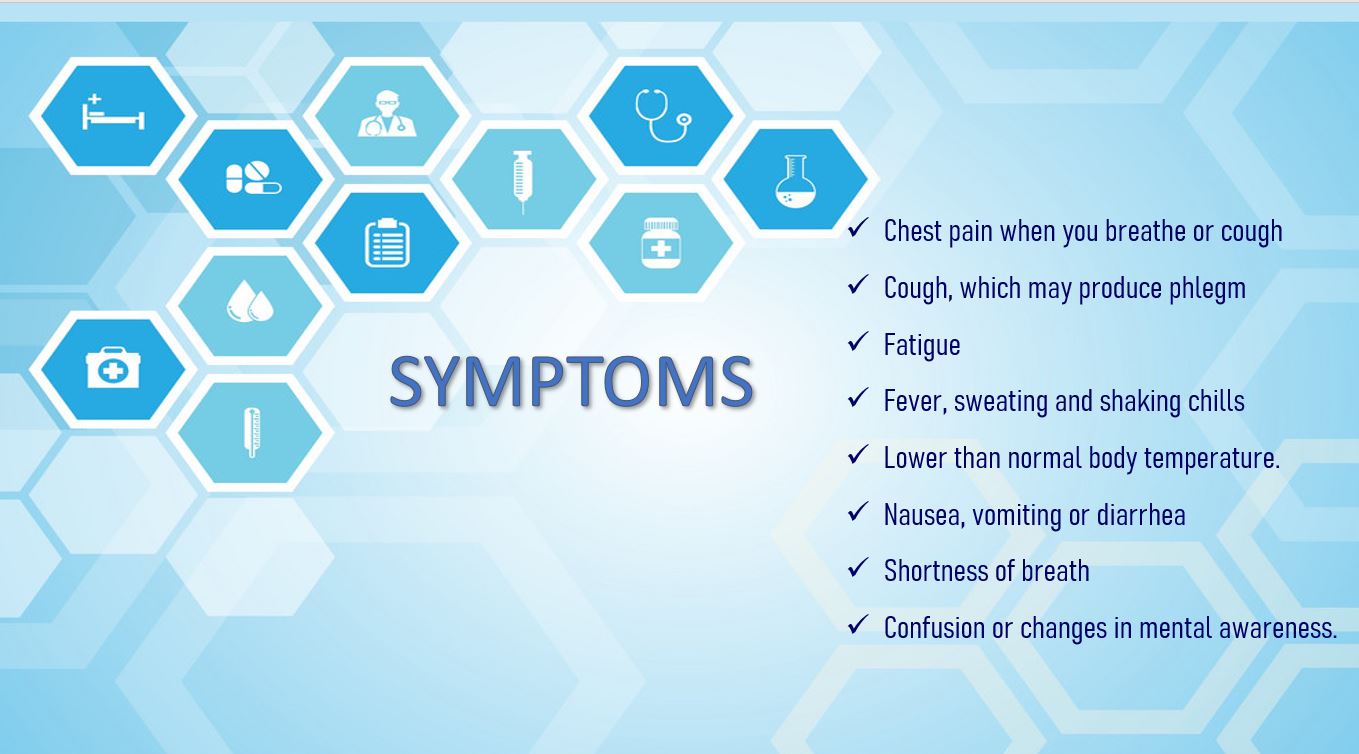 SYMPTOMS
✓ Chest pain when you breathe or cough
✓ Cough, which may produce phlegm
✓ Fatigue
✓ Fever, sweating and shaking chills
✓ Lower than normal body temperature.
✓ Nausea, vomiting or diarrhea
✓ Shortness of breath
✓ Confusion or changes in mental awareness.